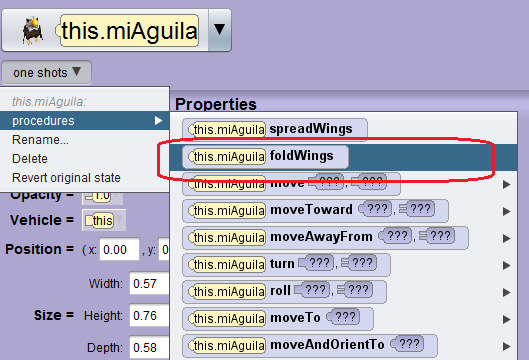 this.miAguila
one shots
this.miAguila:
procedures
Rename...
Delete
Revert original state
Properties
this.miAguila spreadWings
this.miAguila foldWings
this.miAguila move ??? , ???
this.miAguila moveToward ??? , ???
this.miAguila moveAwayFrom ??? , ???
this.miAguila turn ??? , ???
this.miAguila roll ??? , ???
this.miAguila moveTo ???
this.miAguila moveAndOrientTo ???
Opacity = 1.0
Vehicle = this
Position = ( x: 0.00 , y: 0
Width: 0.57
Size = Height: 0.76
Depth: 0.58